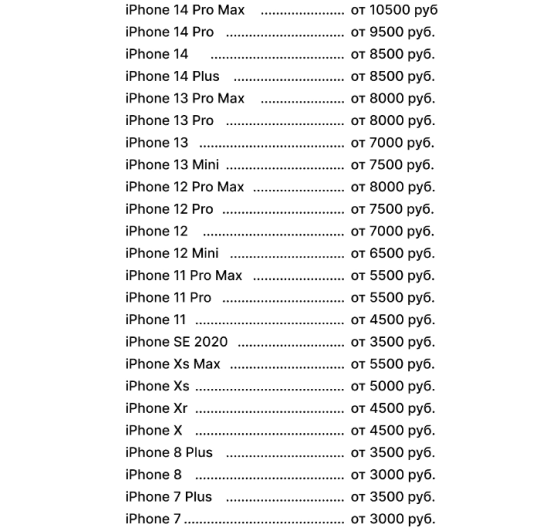 iPhone 14 Pro Max ...................... от 10500 руб
iPhone 14 Pro ............................... от 9500 руб.
iPhone 14 ................................... от 8500 руб.
iPhone 14 Plus ............................. от 8500 руб.
iPhone 13 Pro Max ...................... от 8000 руб.
iPhone 13 Pro ............................... от 8000 руб.
iPhone 13 ...................................... от 7000 руб.
iPhone 13 Mini ............................... от 7500 руб.
iPhone 12 Pro Max ........................ от 8000 руб.
iPhone 12 Pro ................................ от 7500 руб.
iPhone 12 ..................................... от 7000 руб.
iPhone 12 Mini .............................. от 6500 руб.
iPhone 11 Pro Max ........................ от 5500 руб.
iPhone 11 Pro ................................ от 5500 руб.
iPhone 11 ....................................... от 4500 руб.
iPhone SE 2020 ............................ от 3500 руб.
iPhone Xs Max .............................. от 5500 руб.
iPhone Xs ....................................... от 5000 руб.
iPhone Xr ....................................... от 4500 руб.
iPhone X ....................................... от 4500 руб.
iPhone 8 Plus ............................... от 3500 руб.
iPhone 8 ....................................... от 3000 руб.
iPhone 7 Plus ............................... от 3500 руб.
iPhone 7 .......................................... от 3000 руб.